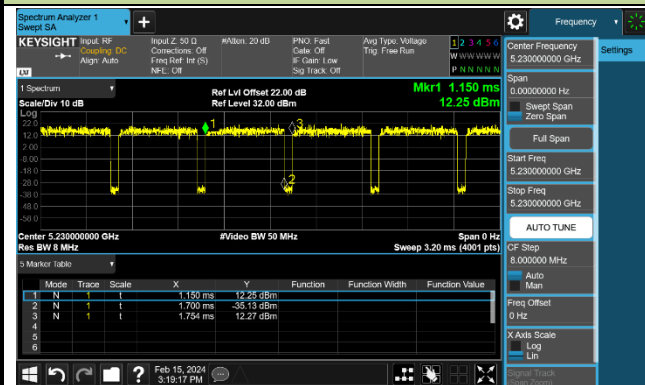 Spectrum Analyzer 1
Swept SA
Frequency
KEYSIGHT Input: RF
Coupling: DC
Align: Auto
Input Z: 50 Ω
Corrections: Off
Freq Ref: Int (S)
NFE: Off
#Atten: 20 dB
PNO: Fast
Gate: Off
IF Gain: Low
Sig Track: Off
Avg Type: Voltage
Trig: Free Run
1 2 3 4 5 6
W W W W W W
P N N N N N
LXI
1 Spectrum
Scale/Div 10 dB
Ref Lvl Offset 22.00 dB
Ref Level 32.00 dBm
Mkr1 1.150 ms
12.25 dBm
Log
22.0
12.0
2.00
-8.00
-18.0
-28.0
-38.0
-48.0
-58.0
1
3
2
Center 5.230000000 GHz
Res BW 8 MHz
#Video BW 50 MHz
Span 0 Hz
Sweep 3.20 ms (4001 pts)
5 Marker Table
Mode Trace Scale X Y Function Function Width Function Value
1 N 1 t 1.150 ms 12.25 dBm
2 N 1 t 1.700 ms -35.13 dBm
3 N 1 t 1.754 ms 12.27 dBm
4
5
6
Feb 15, 2024
3:19:17 PM
Center Frequency
5.230000000 GHz
Settings
Span
0.00000000 Hz
Swept Span
Zero Span
Full Span
Start Freq
5.230000000 GHz
Stop Freq
5.230000000 GHz
AUTO TUNE
CF Step
8.000000 MHz
Auto
Man
Freq Offset
0 Hz
X Axis Scale
Log
Lin
Signal Track
(Span Zoom)